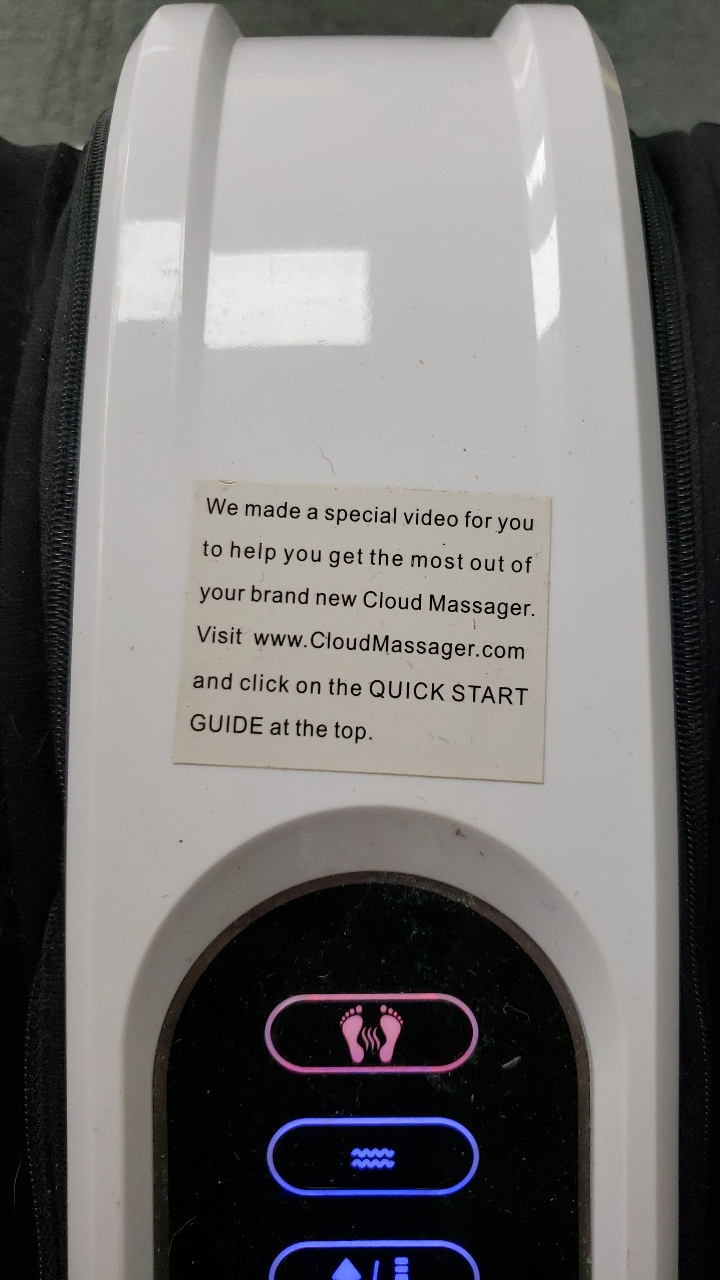 We made a special video for you
to help you get the most out of
your brand new Cloud Massager.
Visit www.CloudMassager.com
and click on the QUICK START
GUIDE at the top.